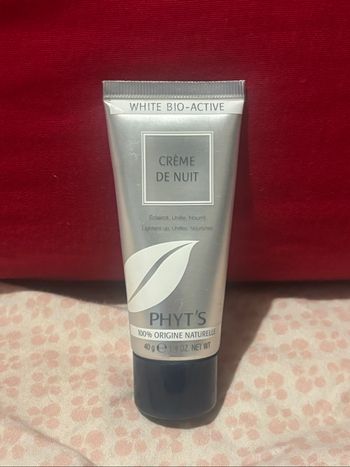 WHITE BIO-ACTIVE
CRÈME
DE NUIT
Éclaircit, Unifie, Nourrit
Lightens up, Unifies, Nourishes
PHYT'S
100% ORIGINE NATURELLE
40 g e 1.4 OZ. NET WT